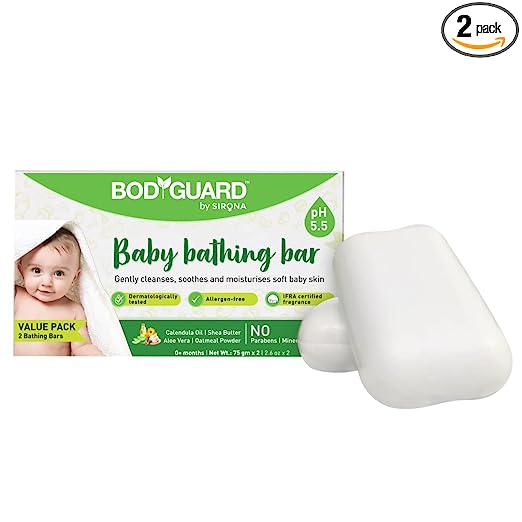 2 pack
BODYGUARD™
by SIRONA
pH
5.5
Baby bathing bar
Gently cleanses, soothes and moisturises soft baby skin
Dermatologically
tested
Allergen-free
IFRA certified
fragrance
VALUE PACK
2 Bathing Bars
Calendula Oil | Shea Butter
Aloe Vera | Oatmeal Powder
NO
Parabens |
0+ months | Net Wt.: 75 gm x 2 | 2.6 oz x 2